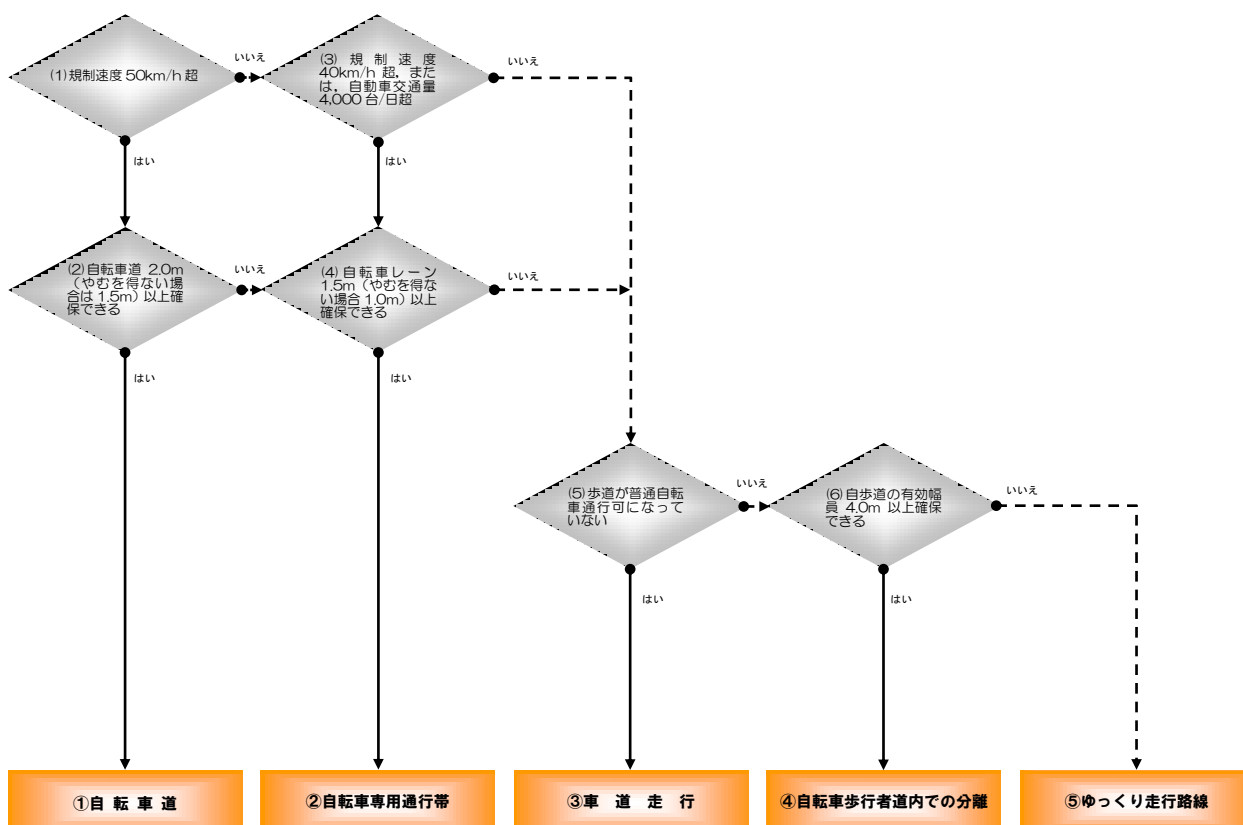 (1)規制速度 50km/h 超
いいえ
はい
(3) 規制速度
40km/h 超，また
は，自動車交通量
4,000 台/日超
いいえ
はい
(2)自転車道 2.0m
（やむを得ない場
合は 1.5m）以上確
保できる
いいえ
はい
(4) 自転車レーン
1.5m（やむを得な
い場合 1.0m）以上
確保できる
いいえ
はい
(5)歩道が普通自転
車通行可になって
いない
いいえ
はい
(6)自歩道の有効幅
員 4.0m 以上確保
できる
いいえ
はい
①自転車道
②自転車専用通行帯
③車道走行
④自転車歩行者道内での分離
⑤ゆっくり走行路線